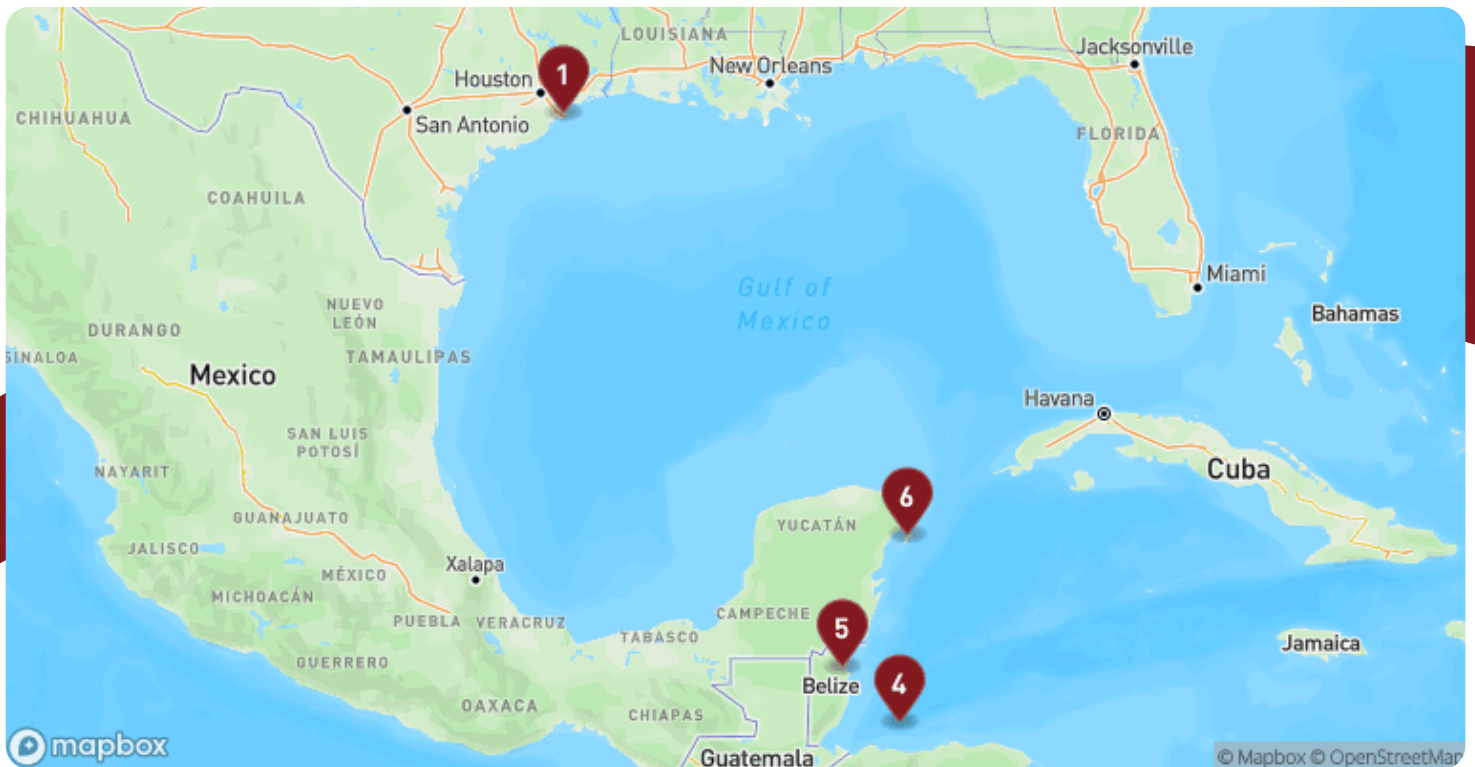 LOUISIANA
Jacksonville
New Orleans
Houston
1
CHIHUAHUA
San Antonio
FLORIDA
COAHUILA
Miami
Gulf of
Mexico
NUEVO
LEÓN
Bahamas
DURANGO
SINALOA
TAMAULIPAS
Mexico
Havana
SAN LUIS
POTOSÍ
NAYARIT
Cuba
6
GUANAJUATO
YUCATÁN
JALISCO
Xalapa
MÉXICO
MICHOACÁN
CAMPECHE
PUEBLA
VERACRUZ
5
TABASCO
Jamaica
GUERRERO
Belize
4
OAXACA
CHIAPAS
mapbox
Guatemala
© Mapbox © OpenStreetMap